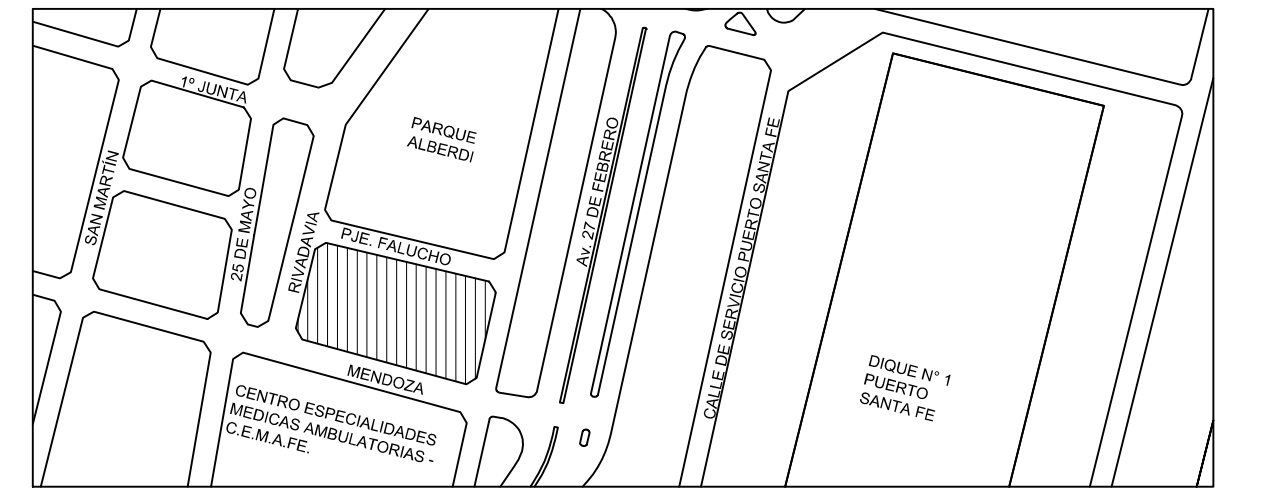 1º JUNTA
PARQUE
ALBERDI
SAN MARTÍN
25 DE MAYO
RIVADAVIA
PJE. FALUCHO
Av. 27 DE FEBRERO
CALLE DE SERVICIO PUERTO SANTA FE
MENDOZA
CENTRO ESPECIALIDADES
MEDICAS AMBULATORIAS -
C.E.M.A.FE.
DIQUE N° 1
PUERTO
SANTA FE